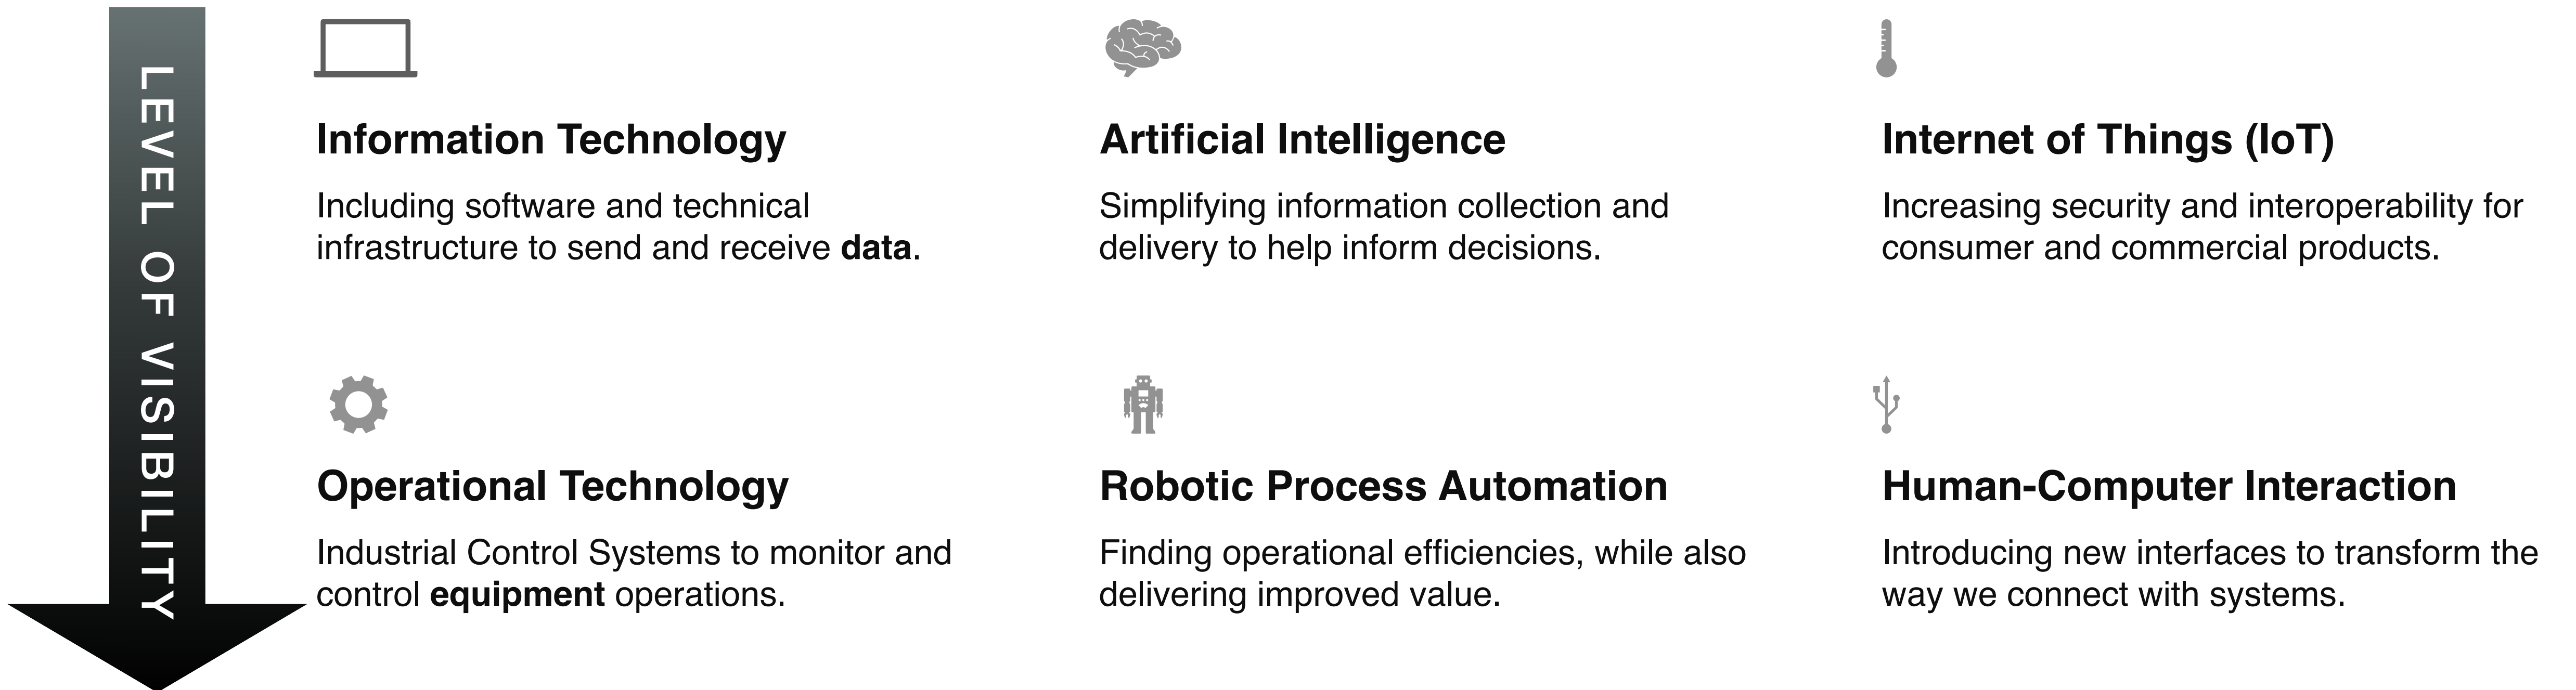 LEVEL OF VISIBILITY
Information Technology
Including software and technical
infrastructure to send and receive data.
Artificial Intelligence
Simplifying information collection and
delivery to help inform decisions.
Internet of Things (IoT)
Increasing security and interoperability for
consumer and commercial products.
Operational Technology
Industrial Control Systems to monitor and
control equipment operations.
Robotic Process Automation
Finding operational efficiencies, while also
delivering improved value.
Human-Computer Interaction
Introducing new interfaces to transform the
way we connect with systems.